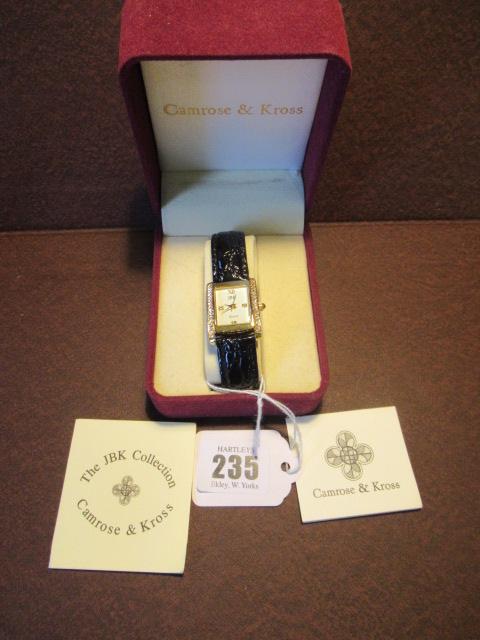 Camrose & Kross
The JBK Collection
Camrose & Kross
HARTLEYS
235
Ilkley, W. Yorks
Camrose & Kross